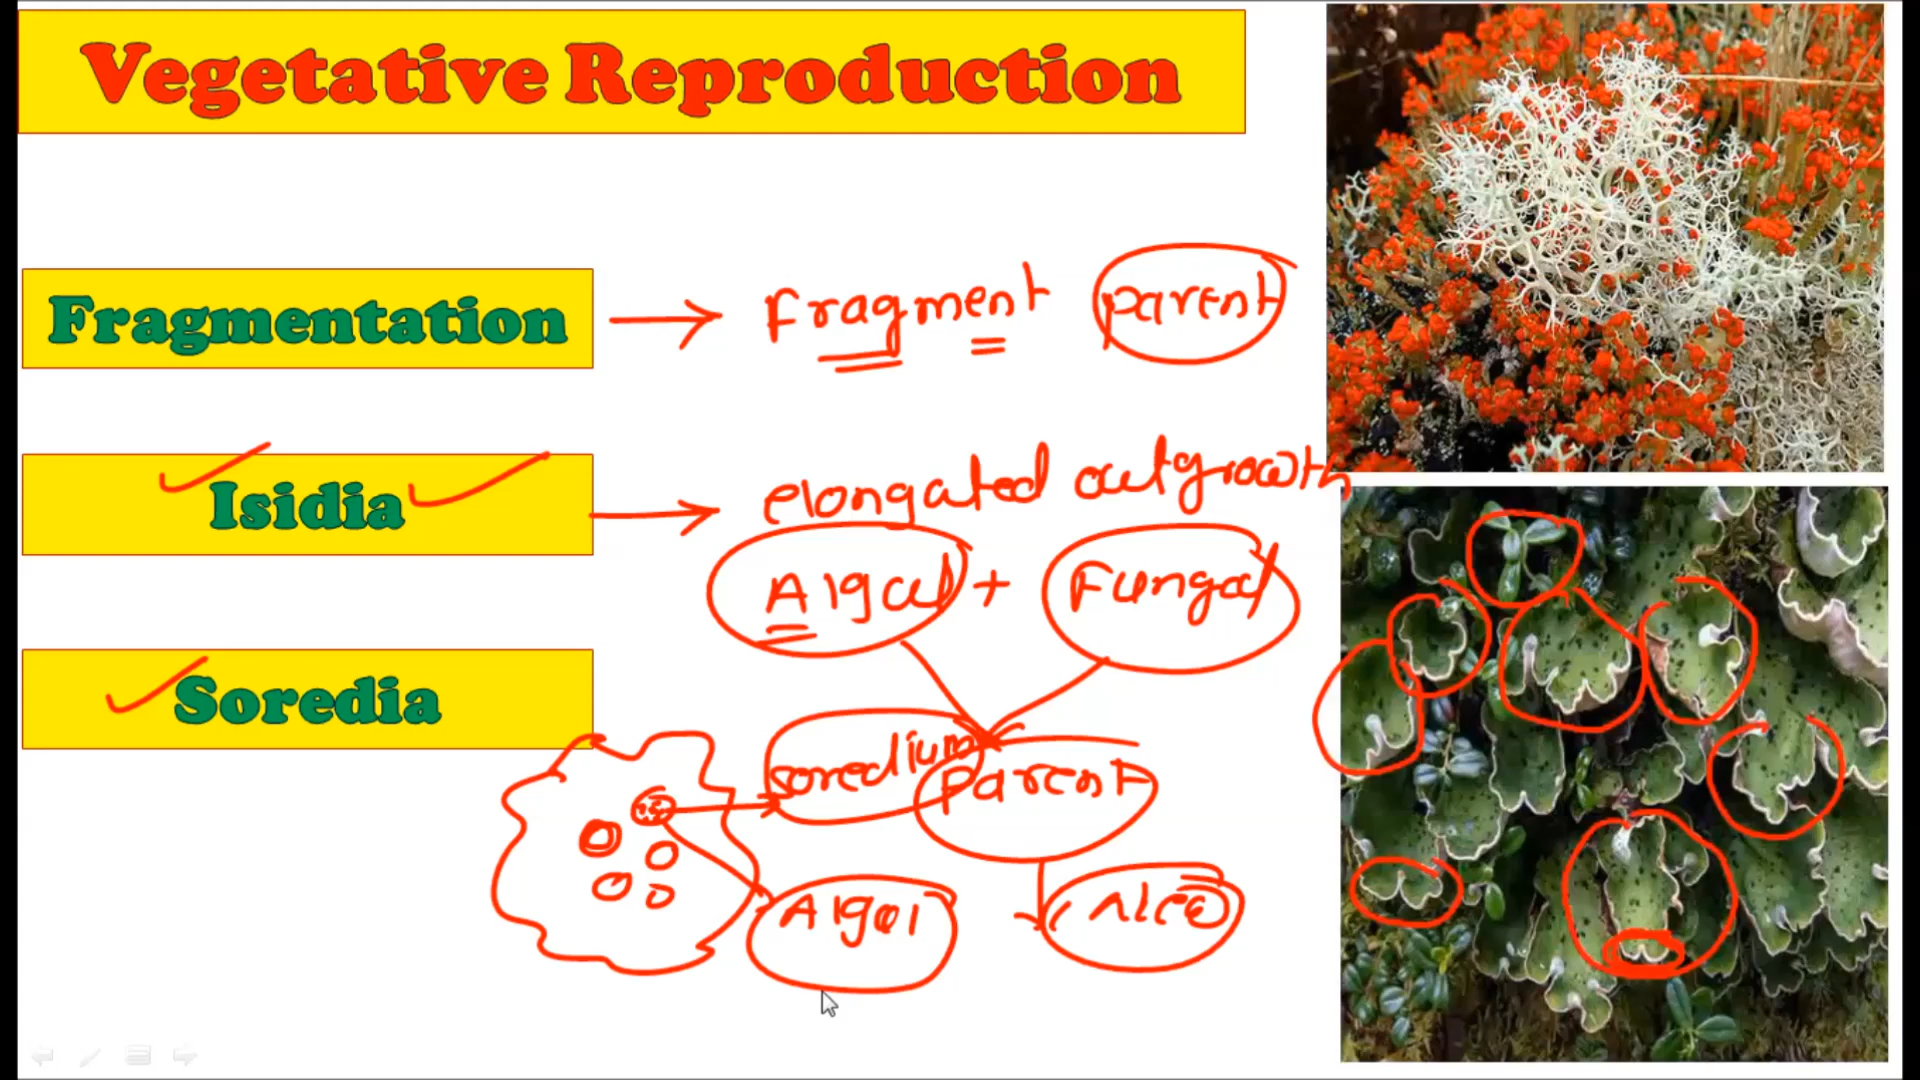 Vegetative Reproduction
Fragmentation
Fragment parent
Isidia
elongated outgrowth
Algal + Fungal
Soredia
soredium
Parent
Algal